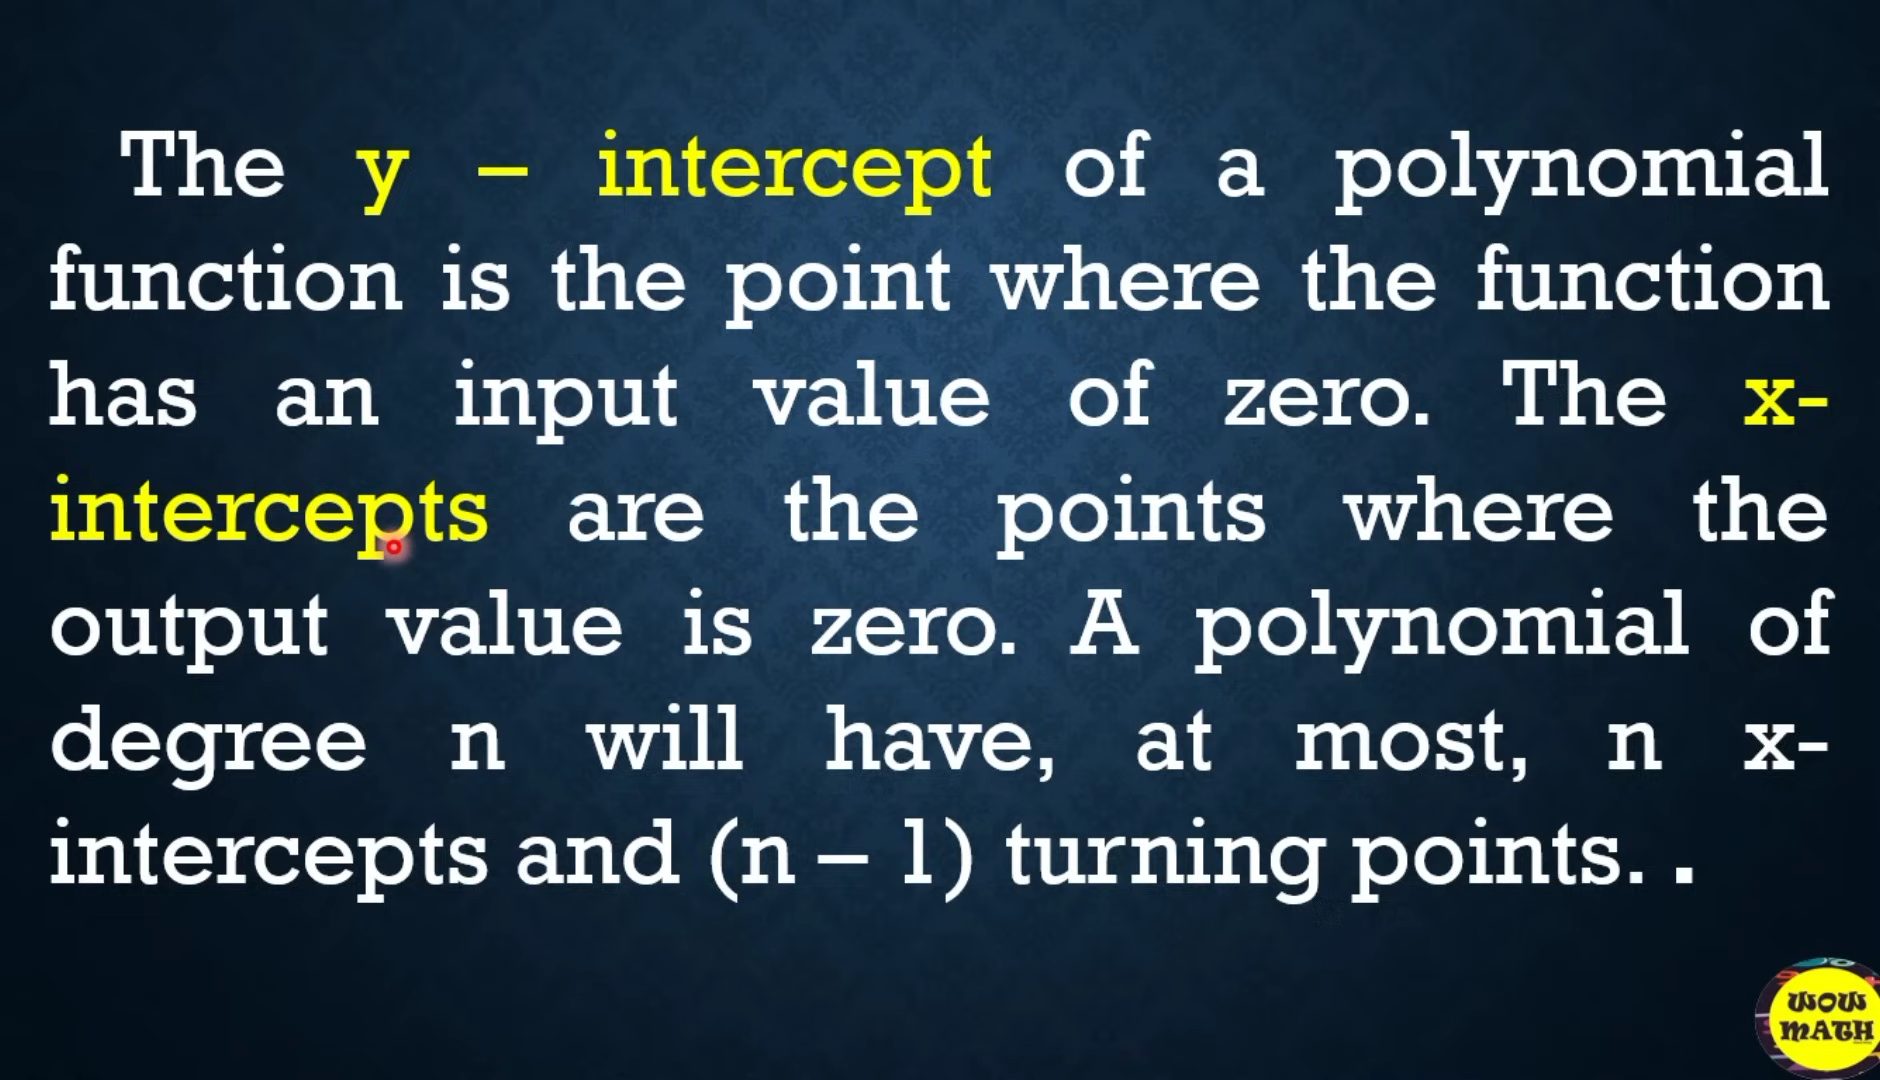 The y – intercept of a polynomial
function is the point where the function
has an input value of zero. The x-
intercepts are the points where the
output value is zero. A polynomial of
degree n will have, at most, n x-
intercepts and (n – 1) turning points. .
WOW
MATH